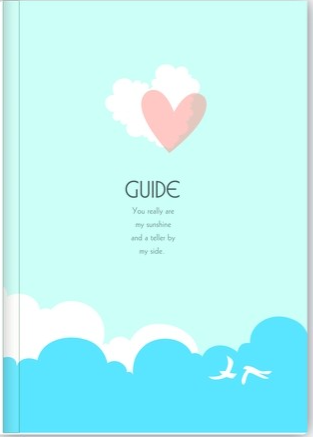 GUIDE
You really are
my sunshine
and a teller by
my side.